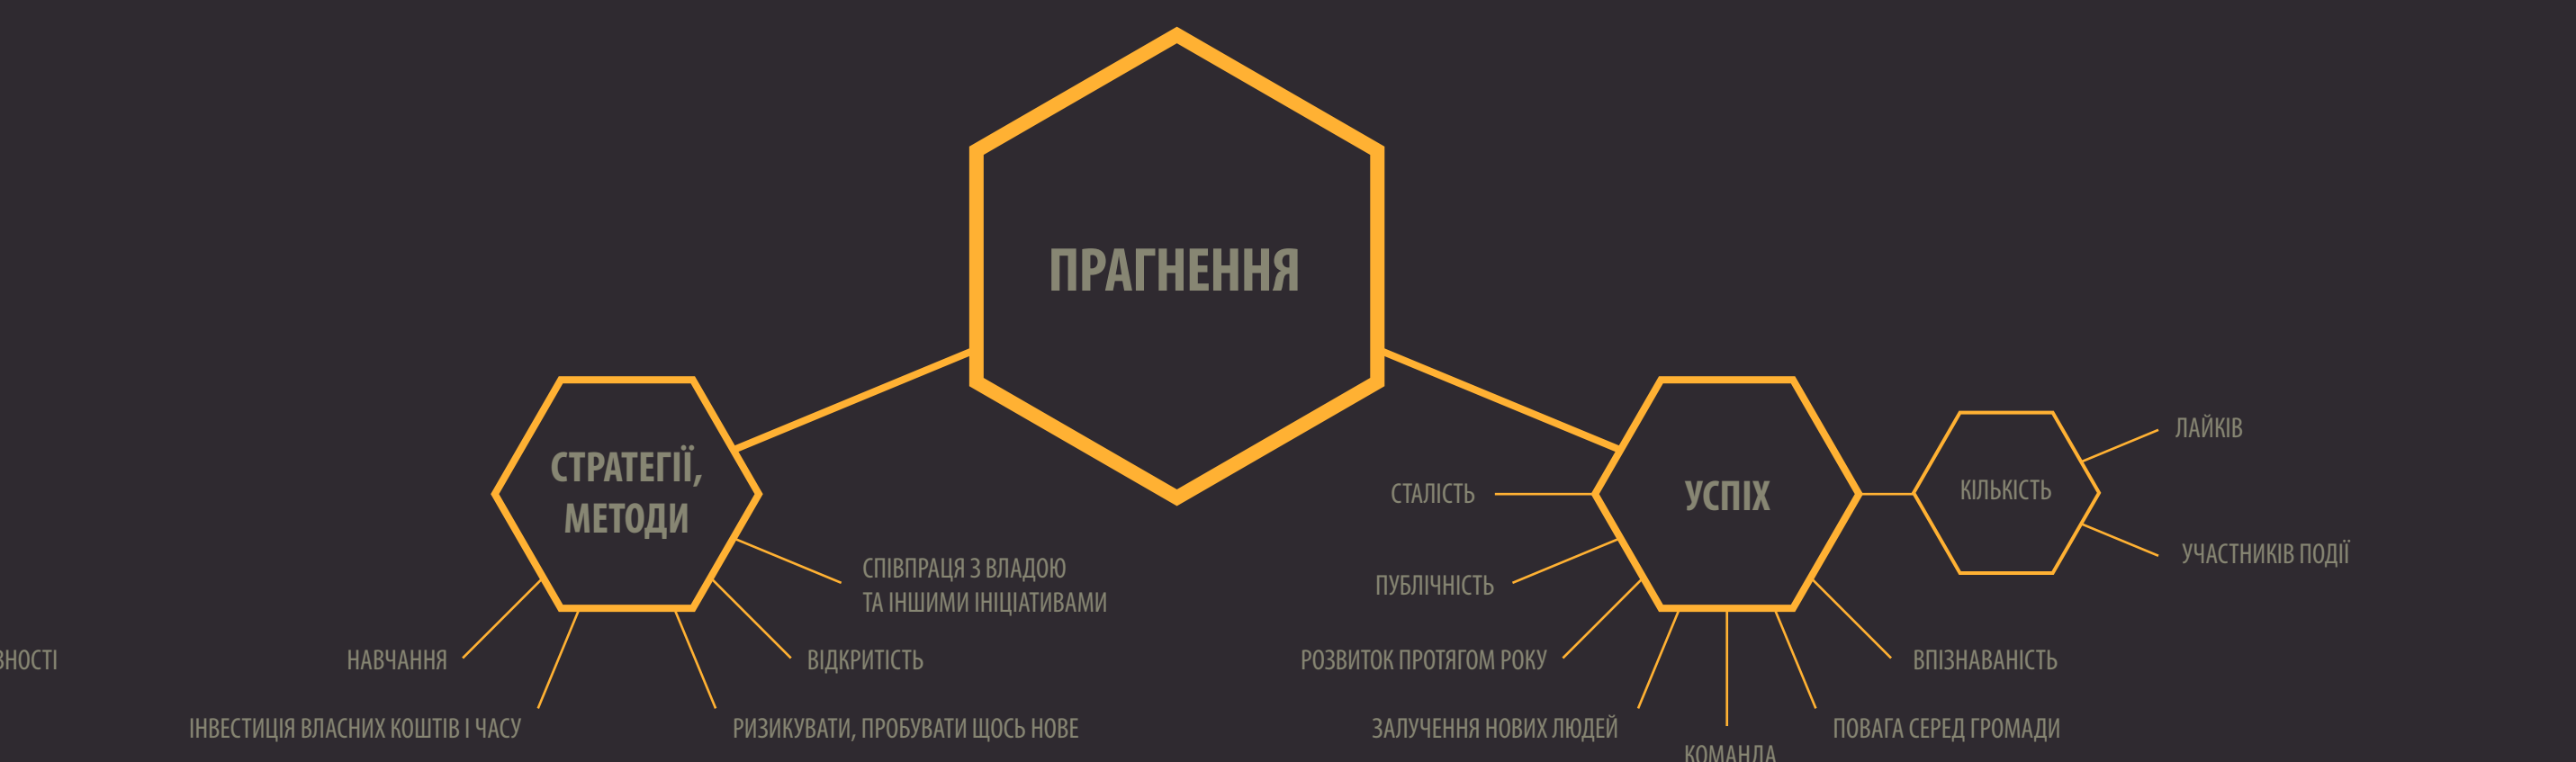 ПРАГНЕННЯ
СТРАТЕГІЇ,
МЕТОДИ
СПІВПРАЦЯ З ВЛАДОЮ
ТА ІНШИМИ ІНІЦІАТИВАМИ
НАВЧАННЯ
ВІДКРИТІСТЬ
ІНВЕСТИЦІЯ ВЛАСНИХ КОШТІВ І ЧАСУ
РИЗИКУВАТИ, ПРОБУВАТИ ЩОСЬ НОВЕ
УСПІХ
КІЛЬКІСТЬ
ЛАЙКІВ
УЧАСТНИКІВ ПОДІЇ
СТАЛІСТЬ
ПУБЛІЧНІСТЬ
РОЗВИТОК ПРОТЯГОМ РОКУ
ВПІЗНАВАНІСТЬ
ЗАЛУЧЕННЯ НОВИХ ЛЮДЕЙ
ПОВАГА СЕРЕД ГРОМАДИ
КОМАНДА